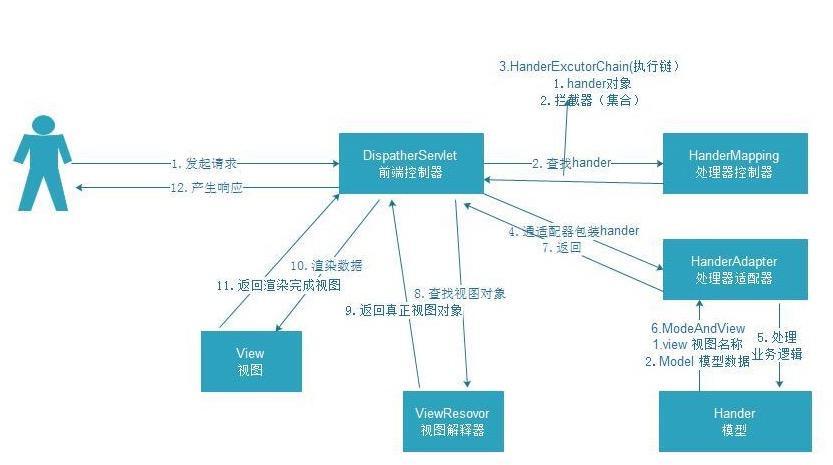 3.HanderExcutorChain(执行链)
1.hander对象
2.拦截器（集合）
DispatherServlet
前端控制器
HanderMapping
处理器控制器
1.发起请求
2.查找hander
12.产生响应
4.通适配器包装hander
7.返回
HanderAdapter
处理器适配器
10.渲染数据
11.返回渲染完成视图
8.查找视图对象
9.返回真正视图对象
6.ModeAndView
1.view 视图名称
2.Model 模型数据
5.处理
业务逻辑
View
视图
ViewResovor
视图解释器
Hander
模型